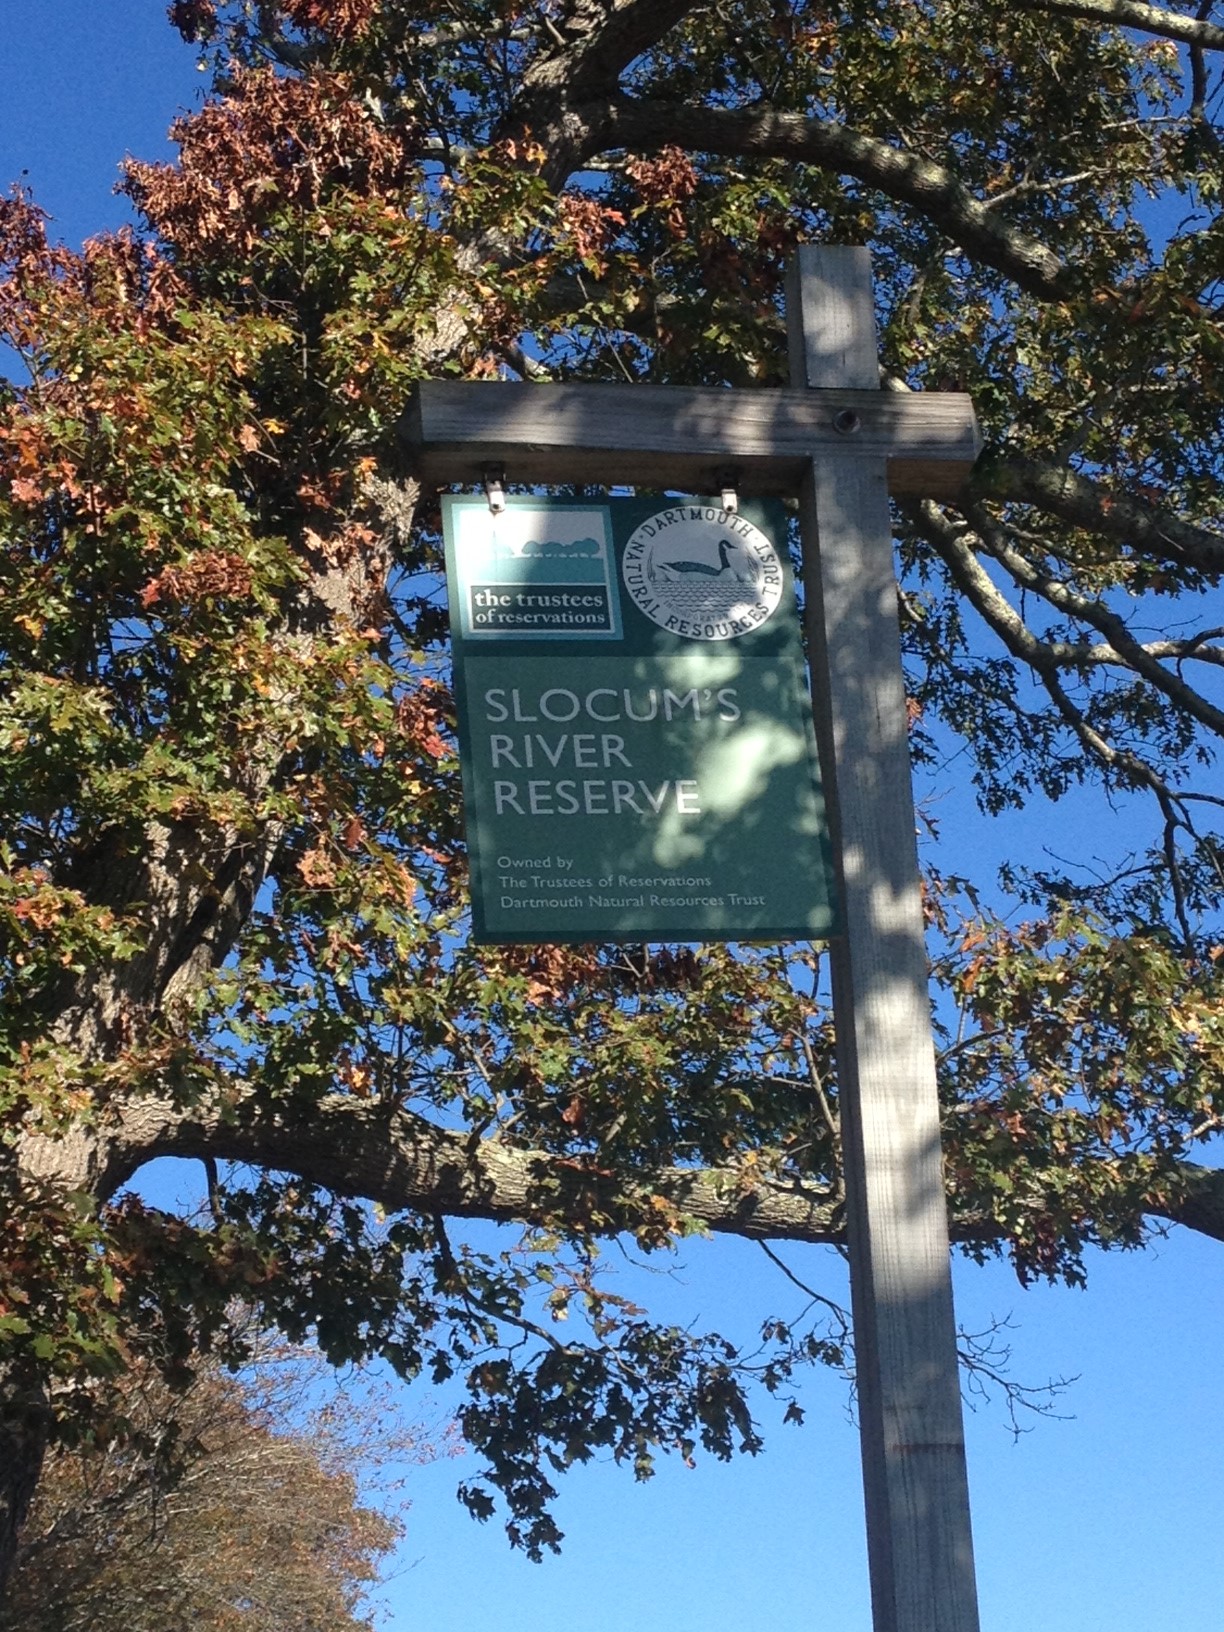 the trustees
of reservations
DARTMOUTH · NATURAL RESOURCES TRUST ·
SLOCUM'S
RIVER
RESERVE
Owned by
The Trustees of Reservations
Dartmouth Natural Resources Trust